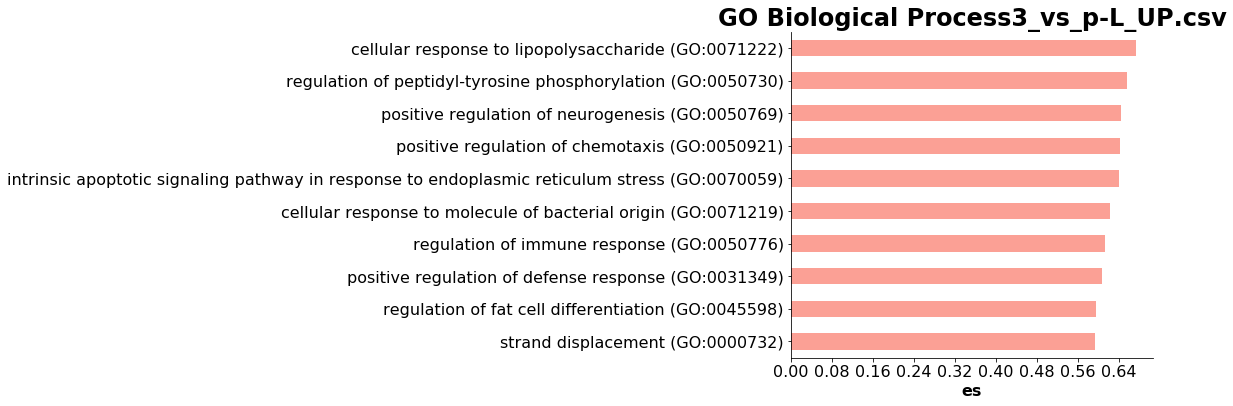 GO Biological Process3_vs_p-L_UP.csv
cellular response to lipopolysaccharide (GO:0071222)
regulation of peptidyl-tyrosine phosphorylation (GO:0050730)
positive regulation of neurogenesis (GO:0050769)
positive regulation of chemotaxis (GO:0050921)
intrinsic apoptotic signaling pathway in response to endoplasmic reticulum stress (GO:0070059)
cellular response to molecule of bacterial origin (GO:0071219)
regulation of immune response (GO:0050776)
positive regulation of defense response (GO:0031349)
regulation of fat cell differentiation (GO:0045598)
strand displacement (GO:0000732)
0.00 0.08 0.16 0.24 0.32 0.40 0.48 0.56 0.64
es